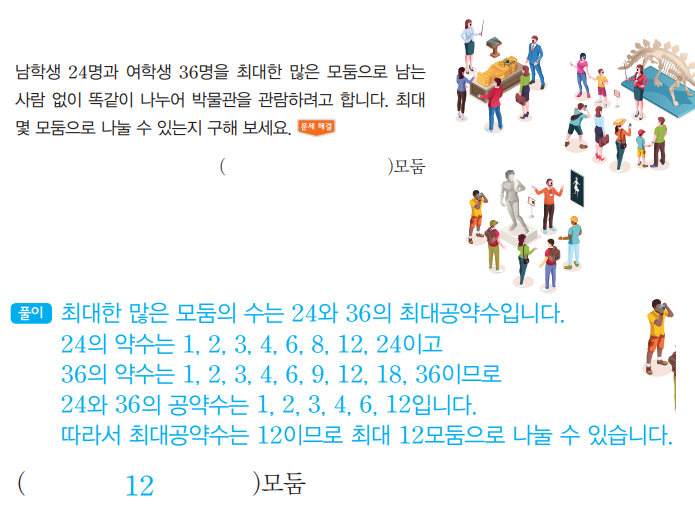 남학생 24명과 여학생 36명을 최대한 많은 모둠으로 남는
사람 없이 똑같이 나누어 박물관을 관람하려고 합니다. 최대
몇 모둠으로 나눌 수 있는지 구해 보세요. 문제 해결
( )모둠
풀이 최대한 많은 모둠의 수는 24와 36의 최대공약수입니다.
24의 약수는 1, 2, 3, 4, 6, 8, 12, 24이고
36의 약수는 1, 2, 3, 4, 6, 9, 12, 18, 36이므로
24와 36의 공약수는 1, 2, 3, 4, 6, 12입니다.
따라서 최대공약수는 12이므로 최대 12모둠으로 나눌 수 있습니다.
( 12 )모둠